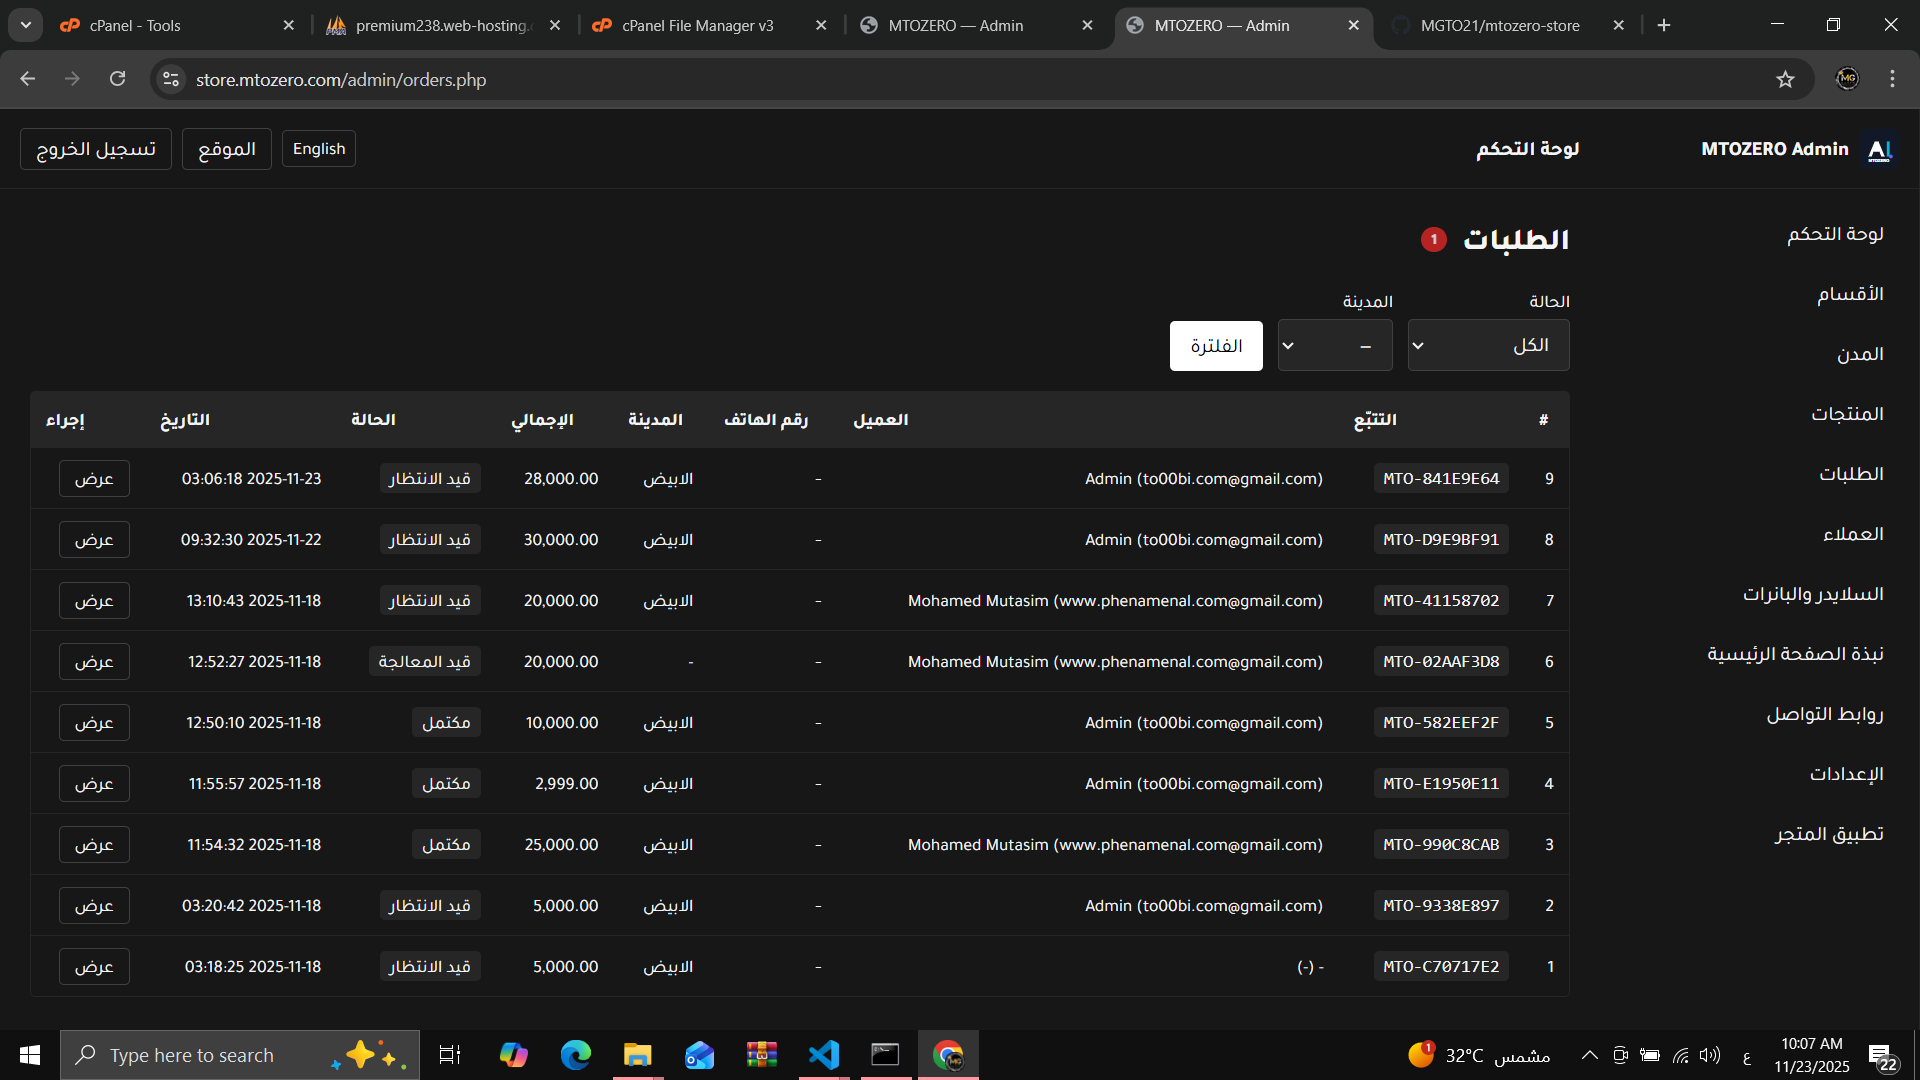 cPanel - Tools
premium238.web-hosting.
cPanel File Manager v3
MTOZERO — Admin
MTOZERO — Admin
MGTO21/mtozero-store
store.mtozero.com/admin/orders.php
MTOZERO Admin
لوحة التحكم
English
الموقع
تسجيل الخروج
لوحة التحكم
الأقسام
المدن
المنتجات
الطلبات
العملاء
السلايدر والبانرات
نبذة الصفحة الرئيسية
روابط التواصل
الإعدادات
تطبيق المتجر
الطلبات 1
الحالة المدينة
الكل – الفلترة
# التتبّع العميل رقم الهاتف المدينة الإجمالي الحالة التاريخ إجراء
9 MTO-841E9E64 Admin (to00bi.com@gmail.com) - الابيض 28,000.00 قيد الانتظار 2025-11-23 03:06:18 عرض
8 MTO-D9E9BF91 Admin (to00bi.com@gmail.com) - الابيض 30,000.00 قيد الانتظار 2025-11-22 09:32:30 عرض
7 MTO-41158702 Mohamed Mutasim (www.phenamenal.com@gmail.com) - الابيض 20,000.00 قيد الانتظار 2025-11-18 13:10:43 عرض
6 MTO-02AAF3D8 Mohamed Mutasim (www.phenamenal.com@gmail.com) - - 20,000.00 قيد المعالجة 2025-11-18 12:52:27 عرض
5 MTO-582EEF2F Admin (to00bi.com@gmail.com) - الابيض 10,000.00 مكتمل 2025-11-18 12:50:10 عرض
4 MTO-E1950E11 Admin (to00bi.com@gmail.com) - الابيض 2,999.00 مكتمل 2025-11-18 11:55:57 عرض
3 MTO-990C8CAB Mohamed Mutasim (www.phenamenal.com@gmail.com) - الابيض 25,000.00 مكتمل 2025-11-18 11:54:32 عرض
2 MTO-9338E897 Admin (to00bi.com@gmail.com) - الابيض 5,000.00 قيد الانتظار 2025-11-18 03:20:42 عرض
1 MTO-C70717E2 - (-) - الابيض 5,000.00 قيد الانتظار 2025-11-18 03:18:25 عرض
Type here to search
1
32°C مشمس
ع
10:07 AM
11/23/2025
22